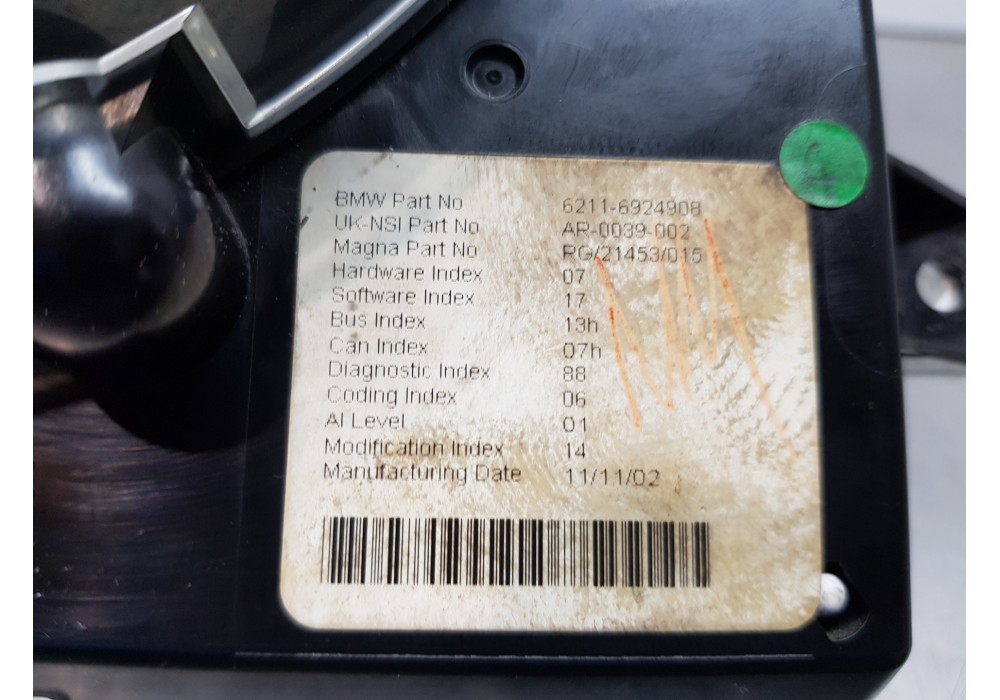 BMW Part No 6211-6924908
UK-NSI Part No AR-0039-002
Magna Part No RG/21453/015
Hardware Index 07
Software Index 17
Bus Index 13h
Can Index 07h
Diagnostic Index 88
Coding Index 06
AI Level 01
Modification Index 14
Manufacturing Date 11/11/02